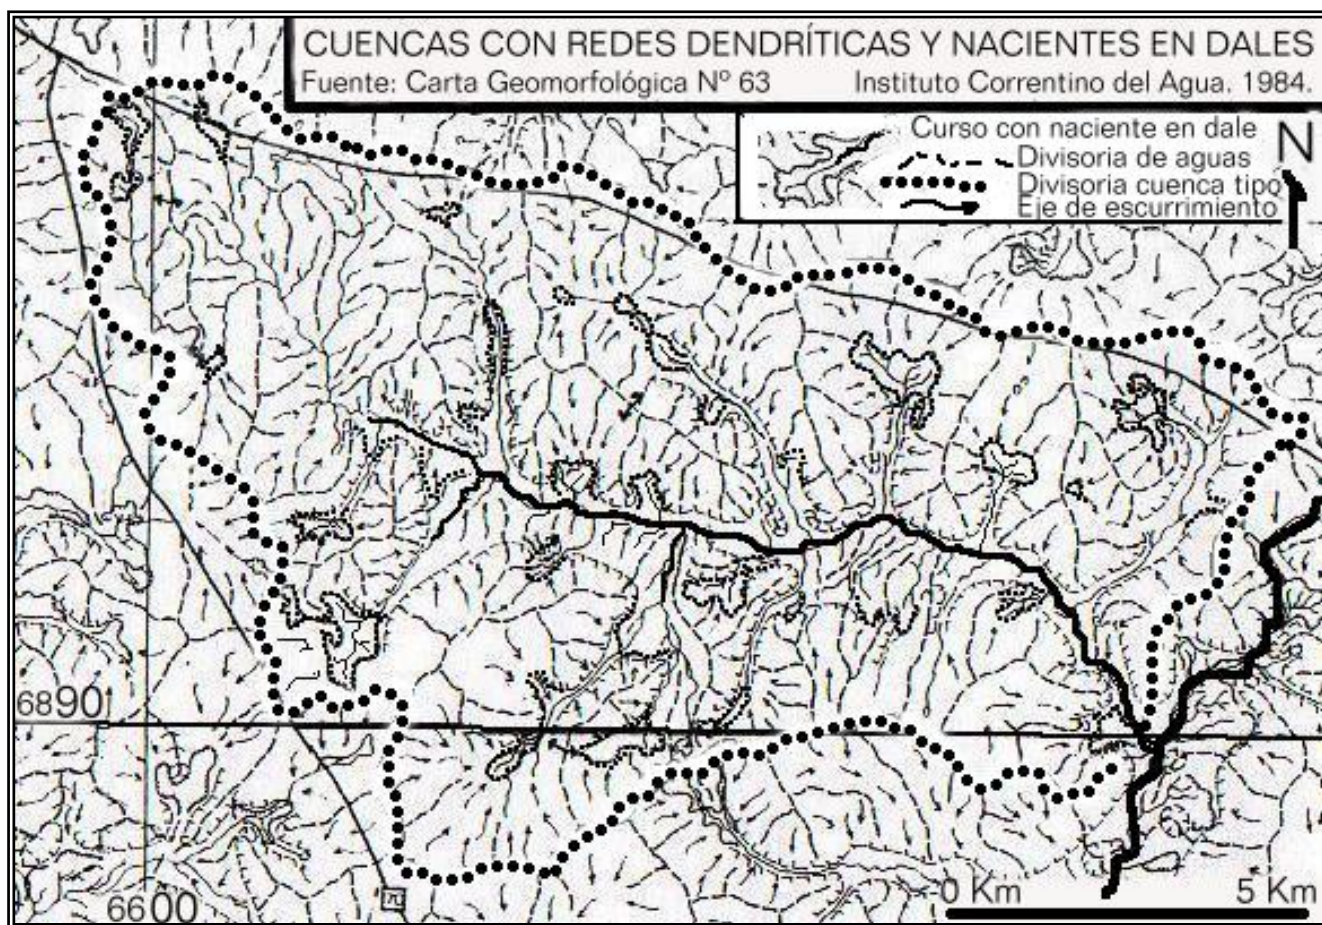 CUENCAS CON REDES DENDRÍTICAS Y NACIENTES EN DALES
Fuente: Carta Geomorfológica Nº 63 Instituto Correntino del Agua. 1984.
Curso con naciente en dale
N
Divisoria de aguas
Divisoria cuenca tipo
Eje de escurrimiento
6890
6600
0 Km 5 Km